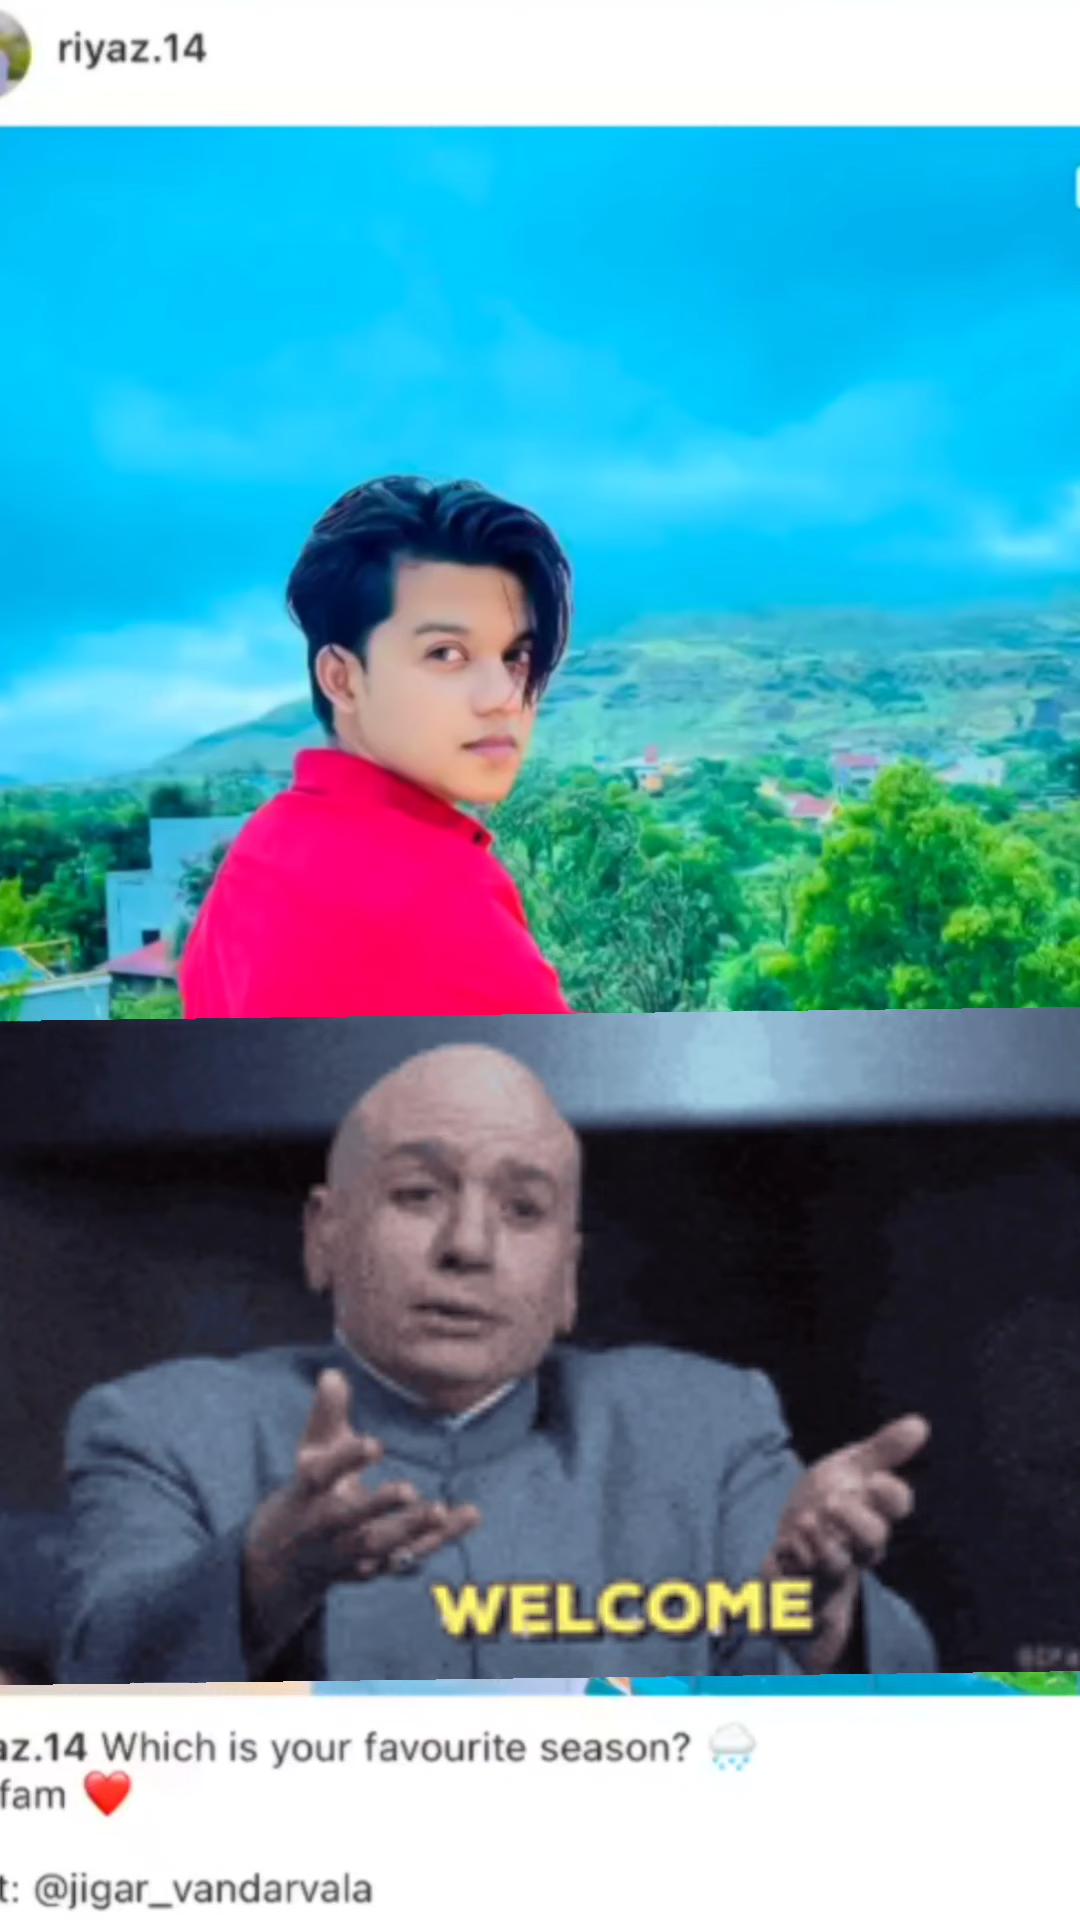 riyaz.14
WELCOME
az.14 Which is your favourite season? 🌨️
fam ❤️
t: @jigar_vandarvala